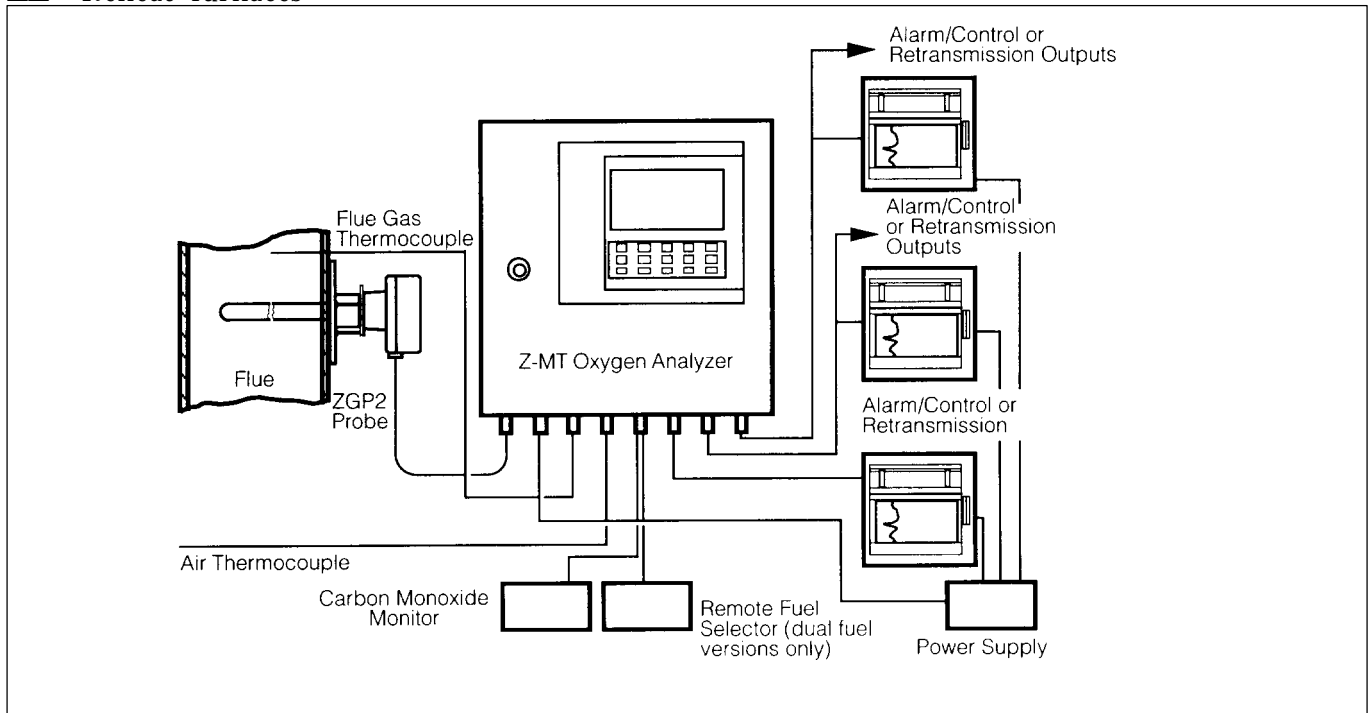 Alarm/Control or
Retransmission Outputs
Alarm/Control
or Retransmission
Outputs
Flue Gas
Thermocouple
Z-MT Oxygen Analyzer
Flue
ZGP2
Probe
Alarm/Control or
Retransmission
Air Thermocouple
Carbon Monoxide
Monitor
Remote Fuel
Selector (dual fuel
versions only)
Power Supply